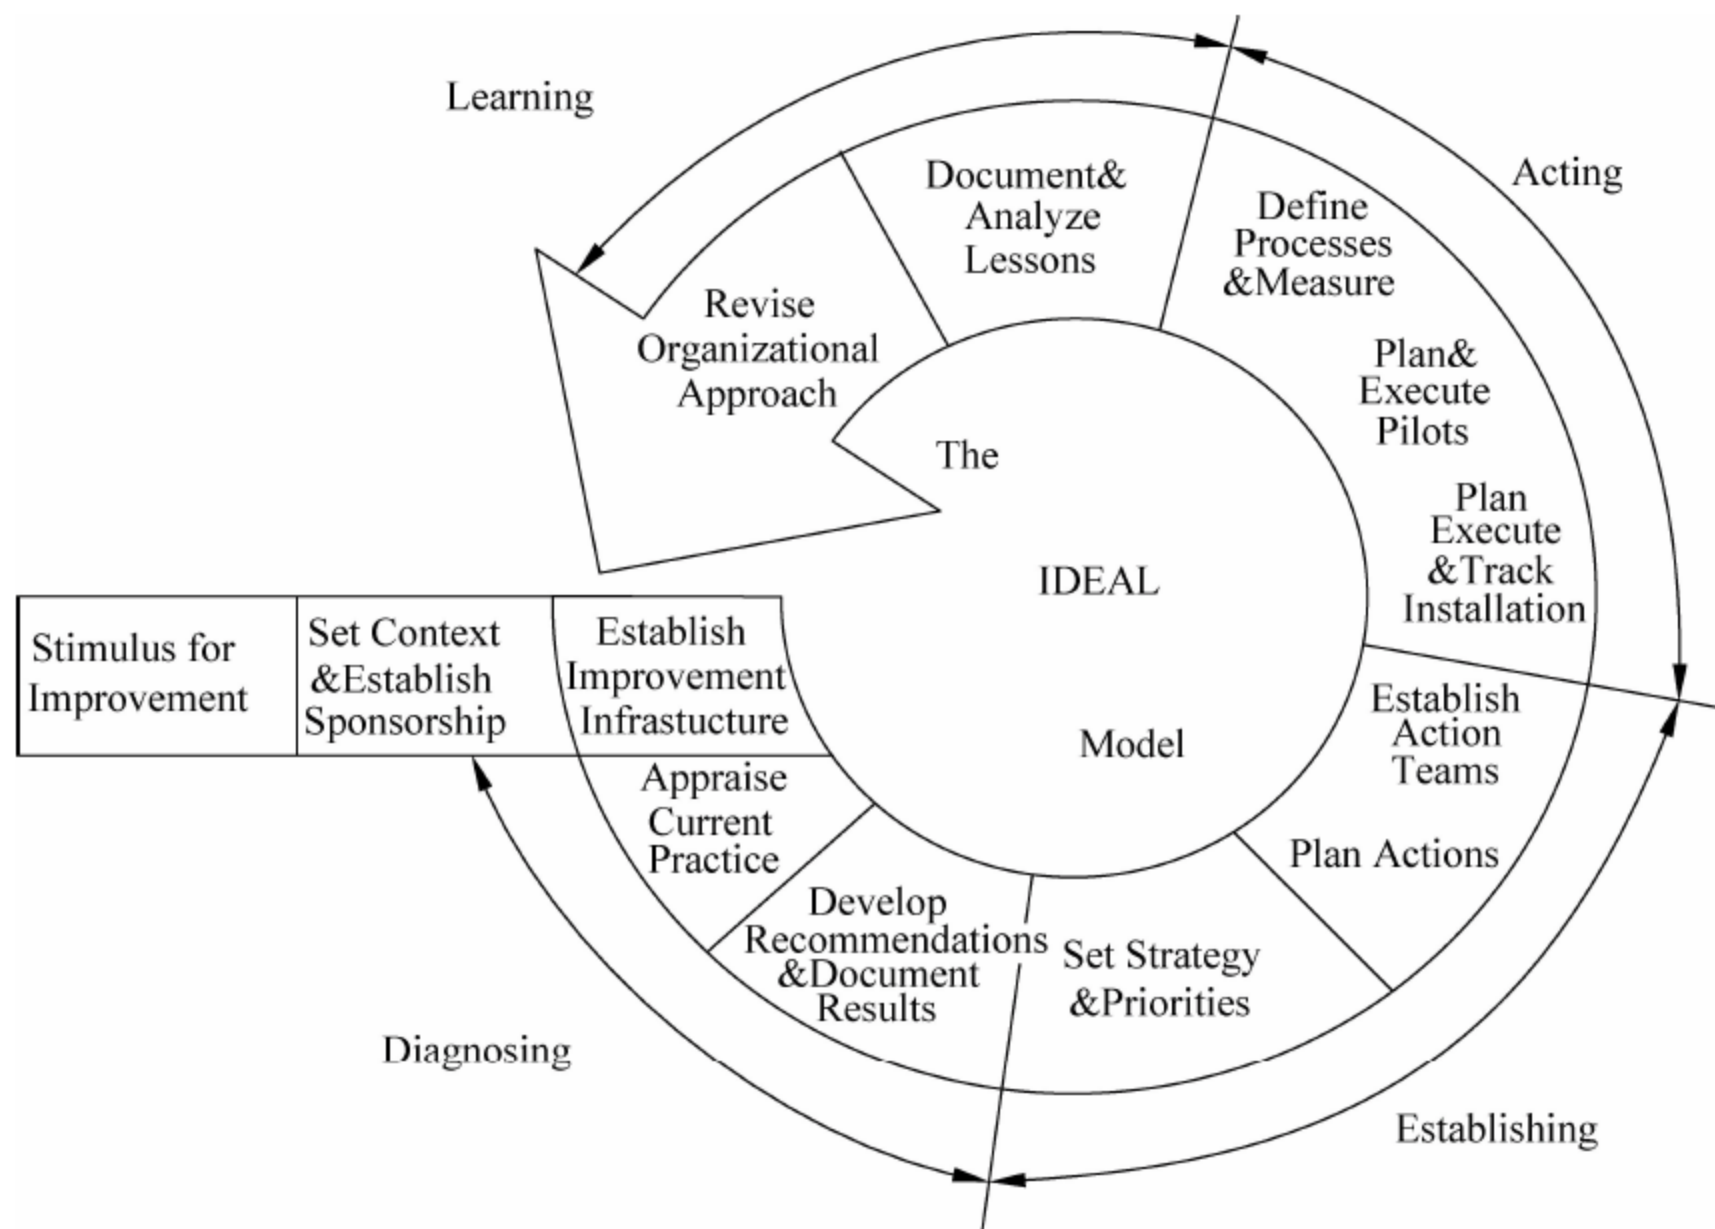 Learning
Acting
Document&
Analyze
Lessons
Define
Processes
&Measure
Revise
Organizational
Approach
Plan&
Execute
Pilots
The
IDEAL
Model
Plan
Execute
&Track
Installation
Stimulus for
Improvement
Set Context
&Establish
Sponsorship
Establish
Improvement
Infrastucture
Appraise
Current
Practice
Establish
Action
Teams
Plan Actions
Develop
Recommendations
&Document
Results
Set Strategy
&Priorities
Diagnosing
Establishing